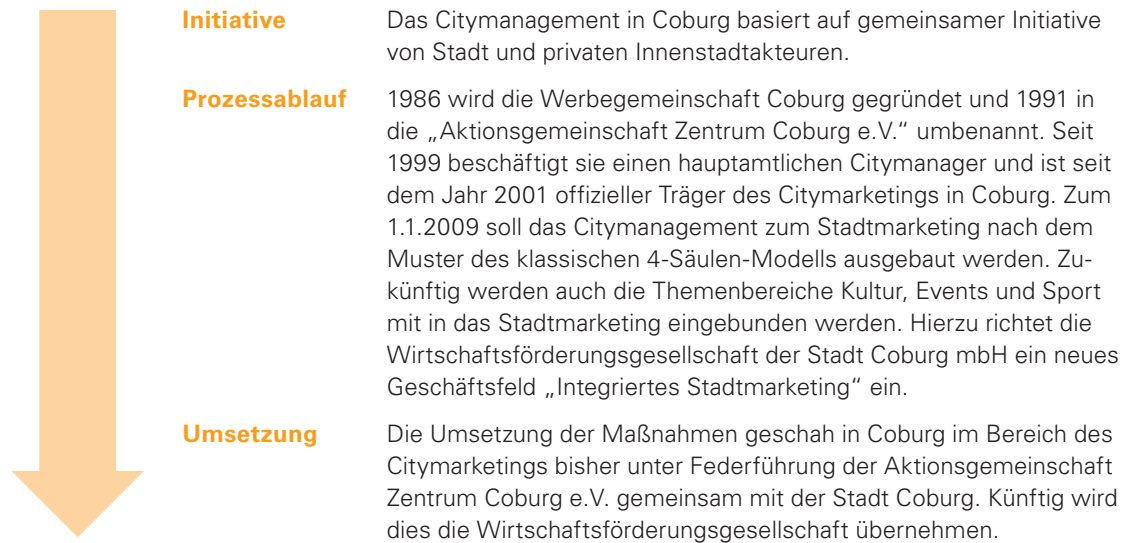 Initiative Das Citymanagement in Coburg basiert auf gemeinsamer Initiative
von Stadt und privaten Innenstadtakteuren.
Prozessablauf 1986 wird die Werbegemeinschaft Coburg gegründet und 1991 in
die „Aktionsgemeinschaft Zentrum Coburg e.V.“ umbenannt. Seit
1999 beschäftigt sie einen hauptamtlichen Citymanager und ist seit
dem Jahr 2001 offizieller Träger des Citymarketings in Coburg. Zum
1.1.2009 soll das Citymanagement zum Stadtmarketing nach dem
Muster des klassischen 4-Säulen-Modells ausgebaut werden. Zu-
künftig werden auch die Themenbereiche Kultur, Events und Sport
mit in das Stadtmarketing eingebunden werden. Hierzu richtet die
Wirtschaftsförderungsgesellschaft der Stadt Coburg mbH ein neues
Geschäftsfeld „Integriertes Stadtmarketing“ ein.
Umsetzung Die Umsetzung der Maßnahmen geschah in Coburg im Bereich des
Citymarketings bisher unter Federführung der Aktionsgemeinschaft
Zentrum Coburg e.V. gemeinsam mit der Stadt Coburg. Künftig wird
dies die Wirtschaftsförderungsgesellschaft übernehmen.